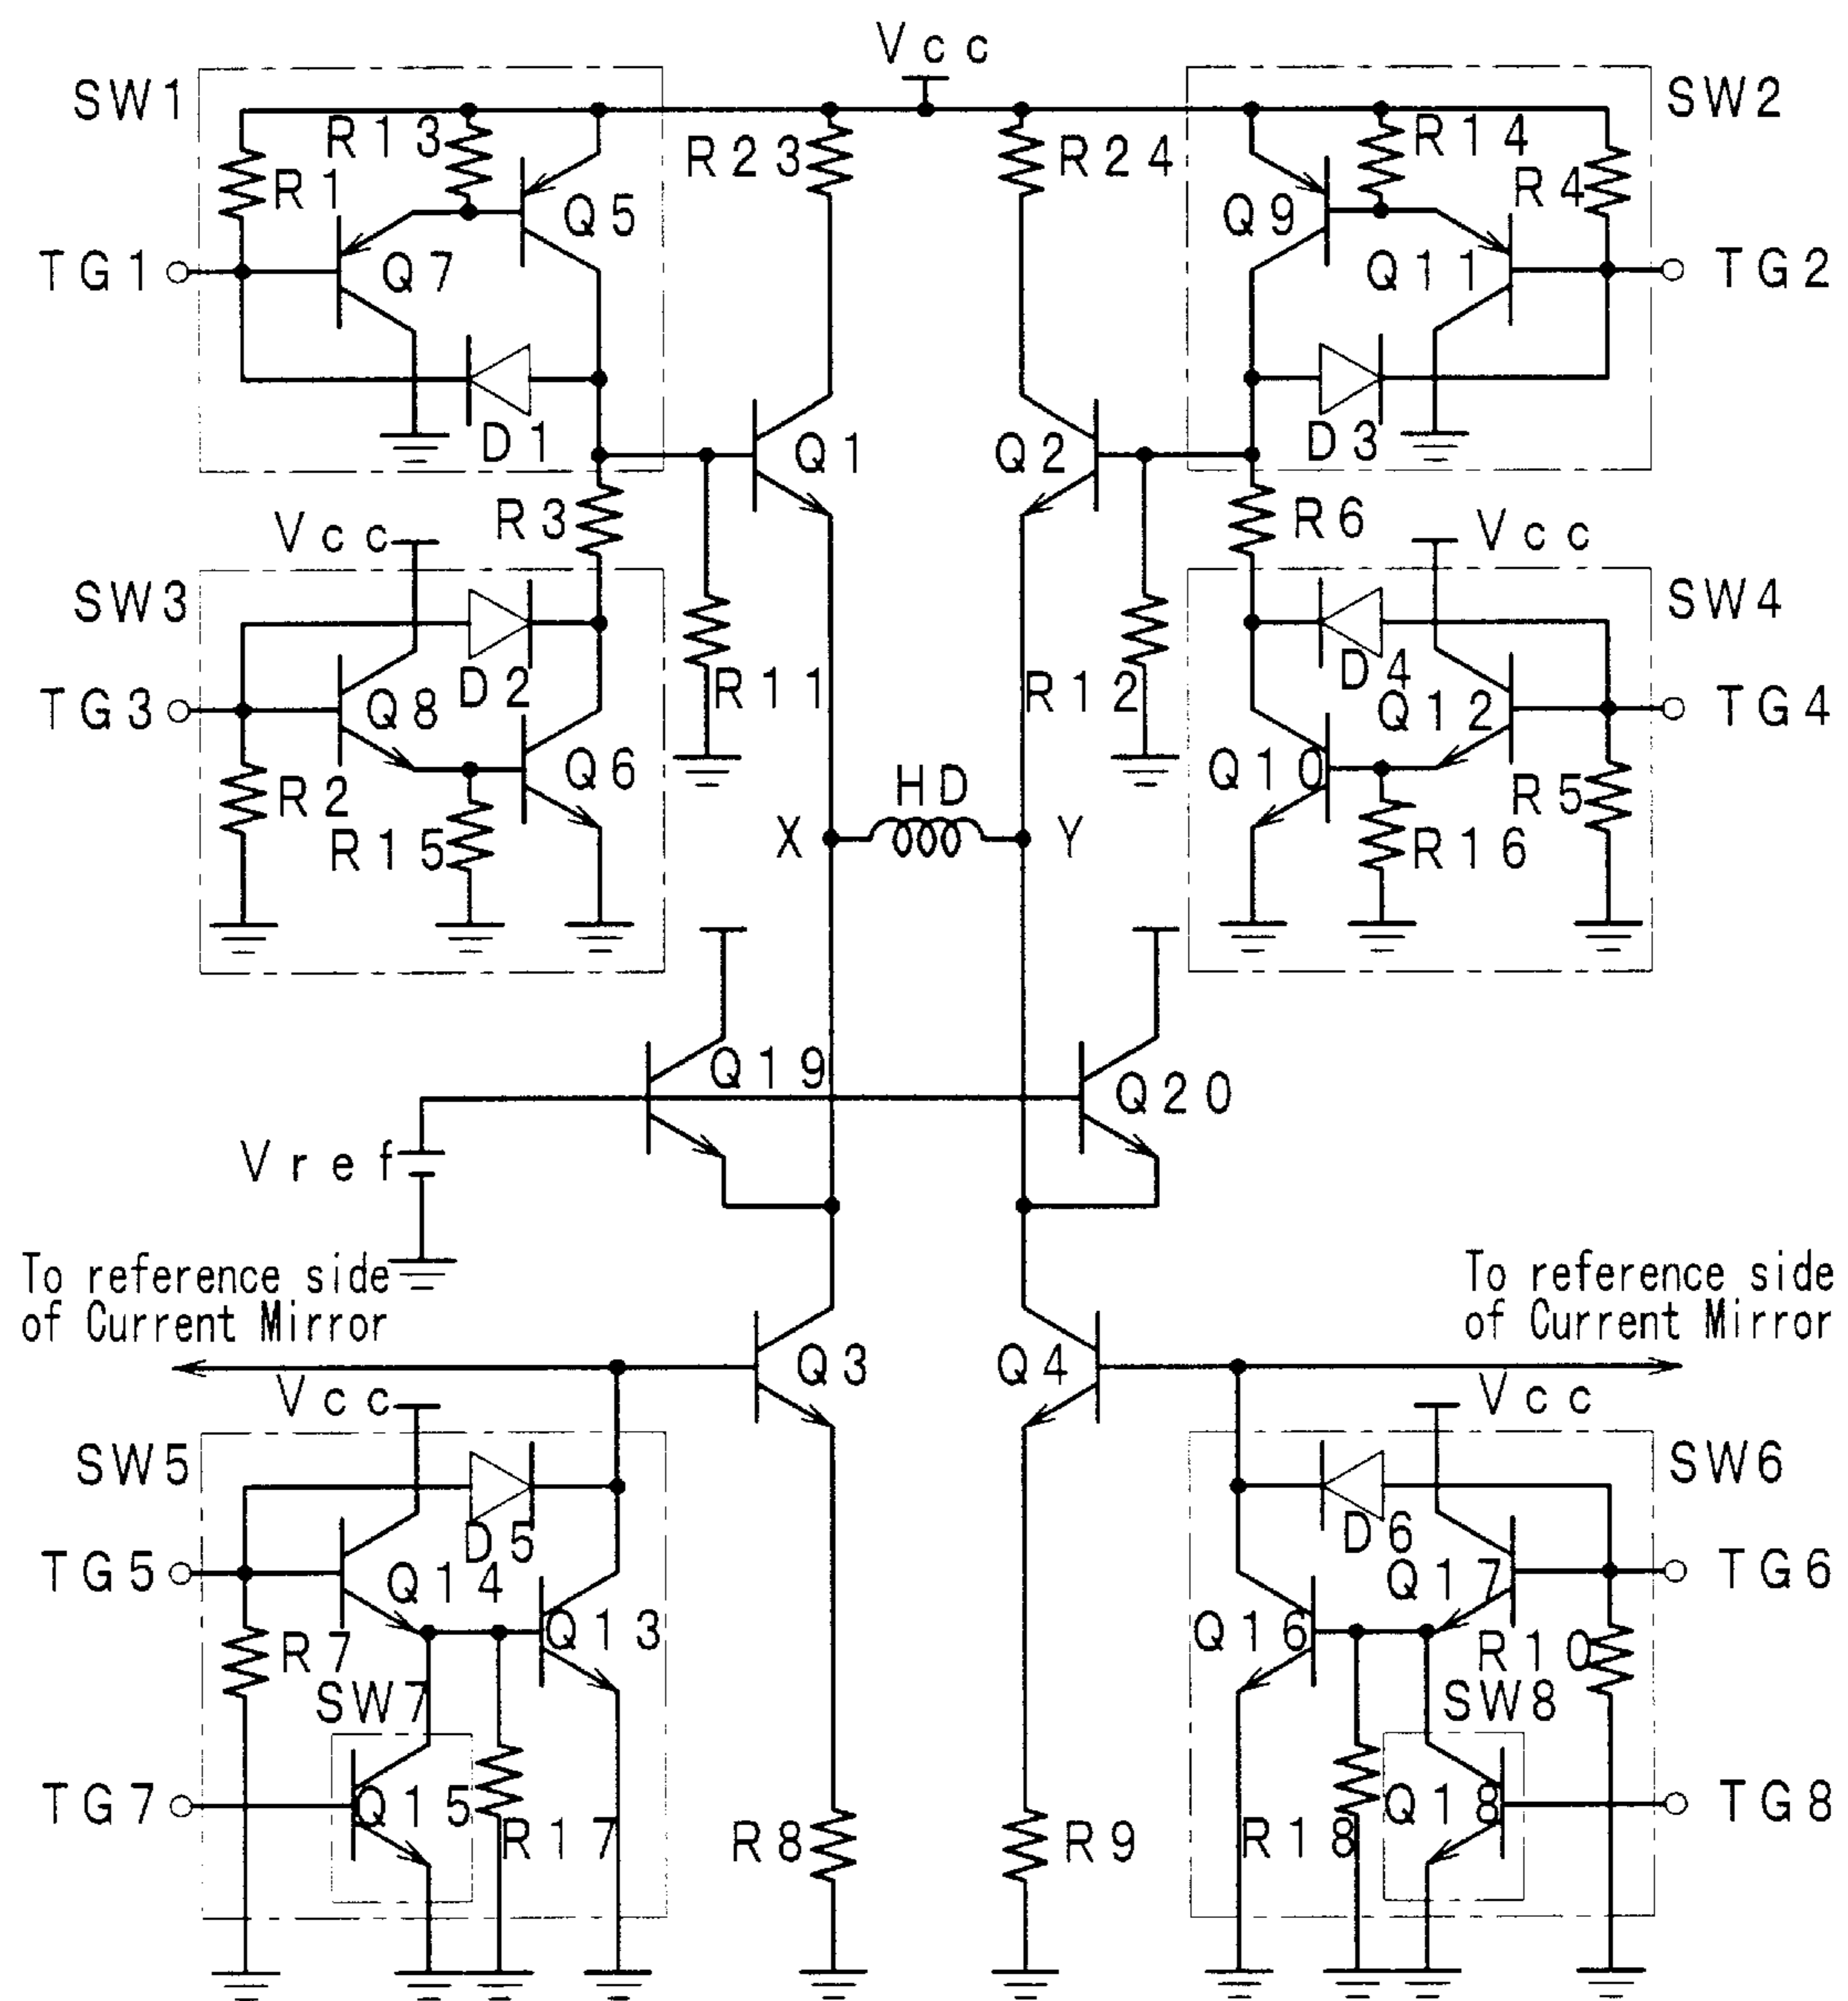 Vcc
SW1
SW2
R13
R23
R24
R14
R1
R4
Q5
Q9
TG1
Q7
Q11
TG2
D1
Q1
Q2
D3
R3
R6
Vcc
Vcc
SW3
SW4
D2
R11
R12
D4
TG3
Q8
Q12
TG4
Q6
Q10
R2
HD
R5
R15
X
Y
R16
Q19
Q20
Vref
To reference side
of Current Mirror
To reference side
of Current Mirror
Q3
Q4
Vcc
Vcc
SW5
SW6
D5
D6
TG5
Q14
Q17
TG6
Q13
Q16
R7
R10
SW7
SW8
TG7
Q15
Q18
TG8
R17
R8
R9
R18